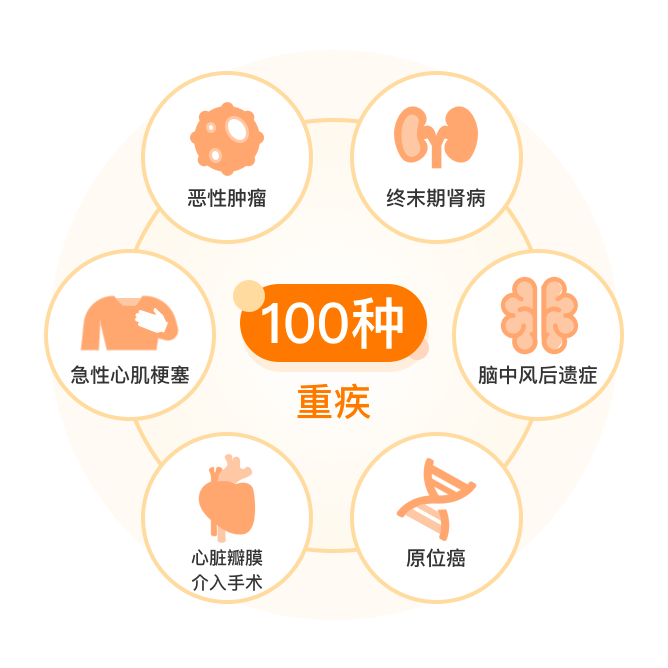 恶性肿瘤
终末期肾病
急性心肌梗塞
100种
重疾
脑中风后遗症
心脏瓣膜
介入手术
原位癌